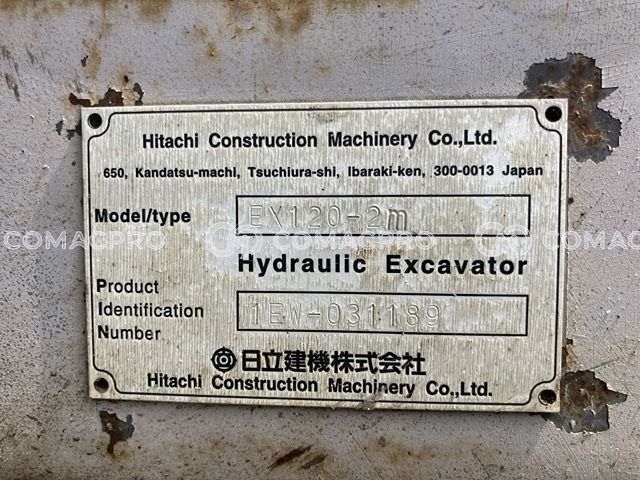 Hitachi Construction Machinery Co.,Ltd.
650, Kandatsu-machi, Tsuchiura-shi, Ibaraki-ken, 300-0013 Japan
Model/type EX120-2m
COMACPRO COMACPRO COMACPRO
Hydraulic Excavator
Product
Identification 1EW-031189
Number
日立建機株式会社
Hitachi Construction Machinery Co.,Ltd.